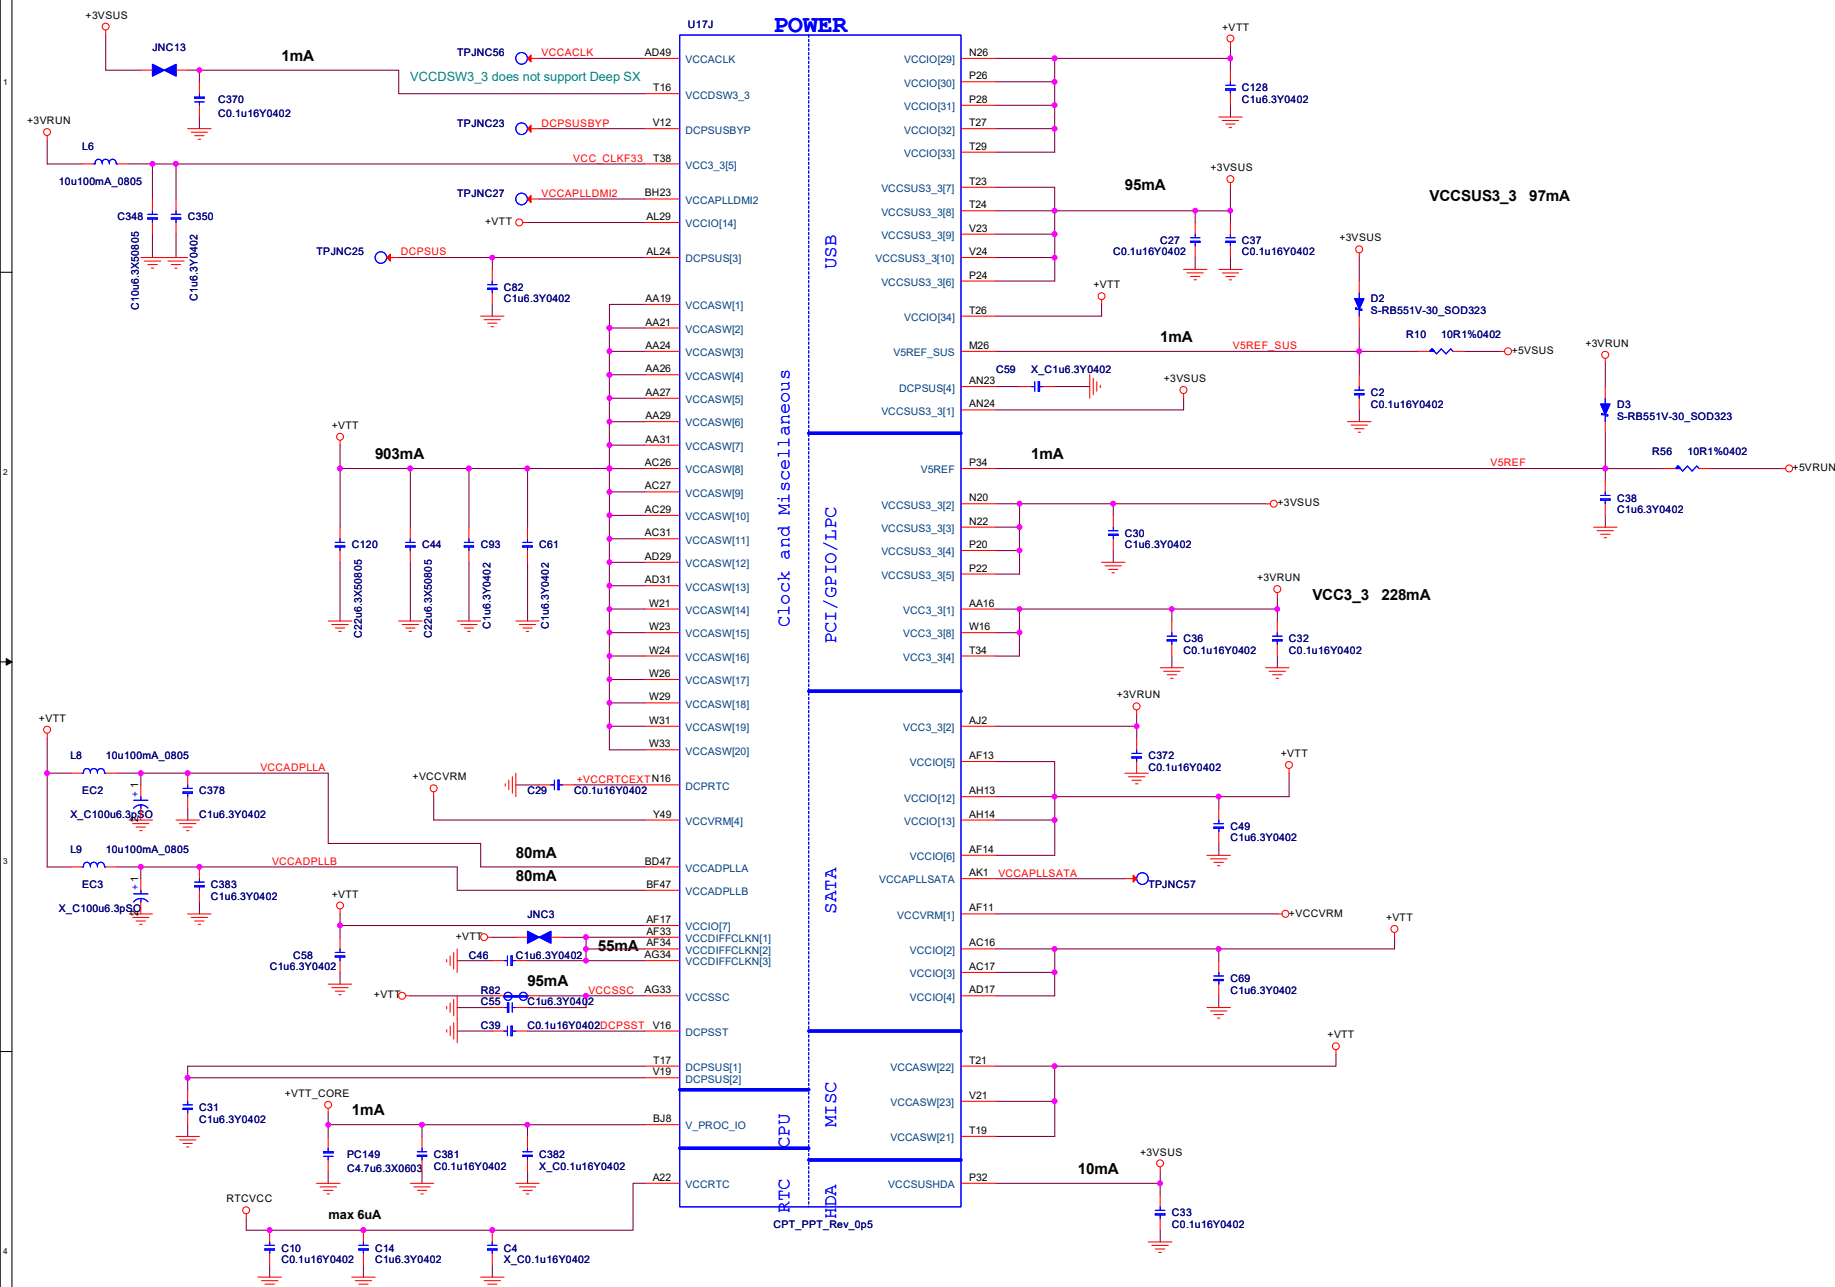 POWER
U17J
+3VSUS
JNC13
1mA
C370
C0.1u16Y0402
TPJNC56
VCCACLK
AD49
VCCACLK
VCCDSW3_3 does not support Deep SX
T16
VCCDSW3_3
TPJNC23
DCPSUSBYP
V12
DCPSUSBYP
+3VRUN
L6
10u100mA_0805
VCC_CLKF33
T38
VCC3_3[5]
C348
C10u6.3X50805
C350
C1u6.3Y0402
TPJNC27
VCCAPLLDMI2
BH23
VCCAPLLDMI2
+VTT
AL29
VCCIO[14]
TPJNC25
DCPSUS
AL24
DCPSUS[3]
C82
C1u6.3Y0402
AA19
VCCASW[1]
AA21
VCCASW[2]
AA24
VCCASW[3]
AA26
VCCASW[4]
AA27
VCCASW[5]
AA29
VCCASW[6]
AA31
VCCASW[7]
AC26
VCCASW[8]
AC27
VCCASW[9]
AC29
VCCASW[10]
AC31
VCCASW[11]
AD29
VCCASW[12]
AD31
VCCASW[13]
W21
VCCASW[14]
W23
VCCASW[15]
W24
VCCASW[16]
W26
VCCASW[17]
W29
VCCASW[18]
W31
VCCASW[19]
W33
VCCASW[20]
+VTT
903mA
C120
C22u6.3X50805
C44
C22u6.3X50805
C93
C1u6.3Y0402
C61
C1u6.3Y0402
C29
C0.1u16Y0402
+VCCRTCEXT
N16
DCPRTC
+VCCVRM
Y49
VCCVRM[4]
+VTT
L8
10u100mA_0805
VCCADPLLA
EC2
X_C100u6.3pSO
C378
C1u6.3Y0402
80mA
BD47
VCCADPLLA
L9
10u100mA_0805
VCCADPLLB
EC3
X_C100u6.3pSO
C383
C1u6.3Y0402
80mA
BF47
VCCADPLLB
+VTT
C58
C1u6.3Y0402
AF17
VCCIO[7]
JNC3
+VTT
AF33
VCCDIFFCLKN[1]
55mA
AF34
VCCDIFFCLKN[2]
AG34
VCCDIFFCLKN[3]
C46
C1u6.3Y0402
95mA
+VTT
R82
VCCSSC
AG33
VCCSSC
C55
C1u6.3Y0402
C39
C0.1u16Y0402
DCPSST
V16
DCPSST
T17
DCPSUS[1]
V19
DCPSUS[2]
C31
C1u6.3Y0402
+VTT_CORE
1mA
BJ8
V_PROC_IO
PC149
C4.7u6.3X0603
C381
C0.1u16Y0402
C382
X_C0.1u16Y0402
A22
VCCRTC
RTCVCC
max 6uA
C10
C0.1u16Y0402
C14
C1u6.3Y0402
C4
X_C0.1u16Y0402
Clock and Miscellaneous
CPU
RTC
USB
PCI/GPIO/LPC
SATA
MISC
HDA
CPT_PPT_Rev_0p5
VCCIO[29]
N26
VCCIO[30]
P26
VCCIO[31]
P28
VCCIO[32]
T27
VCCIO[33]
T29
+VTT
C128
C1u6.3Y0402
VCCSUS3_3[7]
T23
VCCSUS3_3[8]
T24
VCCSUS3_3[9]
V23
VCCSUS3_3[10]
V24
VCCSUS3_3[6]
P24
95mA
+3VSUS
C27
C0.1u16Y0402
C37
C0.1u16Y0402
VCCSUS3_3 97mA
VCCIO[34]
T26
+VTT
V5REF_SUS
M26
1mA
V5REF_SUS
+3VSUS
D2
S-RB551V-30_SOD323
R10
10R1%0402
+5VSUS
C2
C0.1u16Y0402
DCPSUS[4]
AN23
C59
X_C1u6.3Y0402
VCCSUS3_3[1]
AN24
+3VSUS
V5REF
P34
1mA
V5REF
+3VRUN
D3
S-RB551V-30_SOD323
R56
10R1%0402
+5VRUN
C38
C1u6.3Y0402
VCCSUS3_3[2]
N20
VCCSUS3_3[3]
N22
VCCSUS3_3[4]
P20
VCCSUS3_3[5]
P22
+3VSUS
C30
C1u6.3Y0402
VCC3_3[1]
AA16
VCC3_3[8]
W16
VCC3_3[4]
T34
+3VRUN
VCC3_3 228mA
C36
C0.1u16Y0402
C32
C0.1u16Y0402
VCC3_3[2]
AJ2
+3VRUN
C372
C0.1u16Y0402
VCCIO[5]
AF13
VCCIO[12]
AH13
VCCIO[13]
AH14
VCCIO[6]
AF14
+VTT
C49
C1u6.3Y0402
VCCAPLLSATA
AK1
VCCAPLLSATA
TPJNC57
VCCVRM[1]
AF11
+VCCVRM
VCCIO[2]
AC16
VCCIO[3]
AC17
VCCIO[4]
AD17
+VTT
C69
C1u6.3Y0402
VCCASW[22]
T21
VCCASW[23]
V21
VCCASW[21]
T19
+VTT
VCCSUSHDA
P32
10mA
+3VSUS
C33
C0.1u16Y0402
1
2
3
4